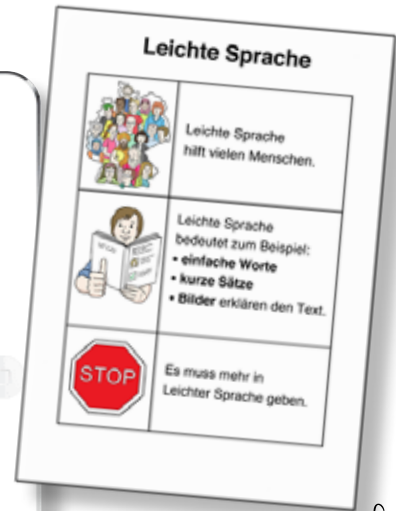 Leichte Sprache
Leichte Sprache
hilft vielen Menschen.
Leichte Sprache
bedeutet zum Beispiel:
• einfache Worte
• kurze Sätze
• Bilder erklären den Text.
STOP
Es muss mehr in
Leichter Sprache geben.